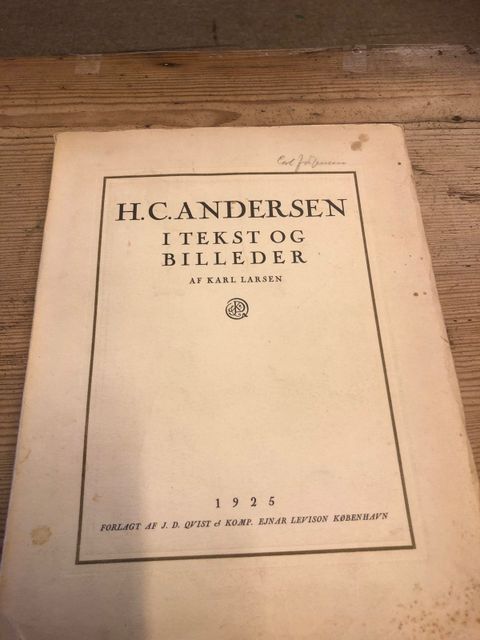 H.C. ANDERSEN
I TEKST OG
BILLEDER
AF KARL LARSEN
1925
FORLAGT AF J. D. QVIST & KOMP. EJNAR LEVISON KØBENHAVN